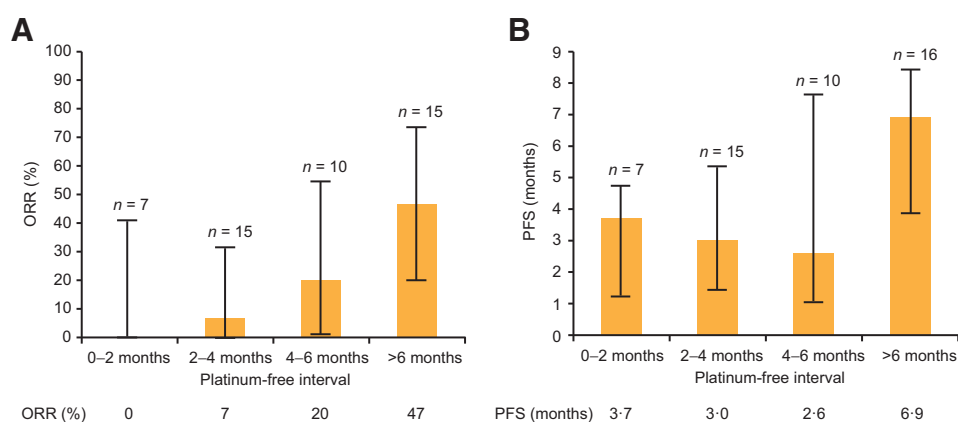 A
100
90
80
70
60
50
40
30
20
10
0
ORR (%)
n = 7
n = 15
n = 10
n = 15
0–2 months 2–4 months 4–6 months >6 months
Platinum-free interval
ORR (%) 0 7 20 47
B
9
8
7
6
5
4
3
2
1
0
PFS (months)
n = 7
n = 15
n = 10
n = 16
0–2 months 2–4 months 4–6 months >6 months
Platinum-free interval
PFS (months) 3·7 3·0 2·6 6·9